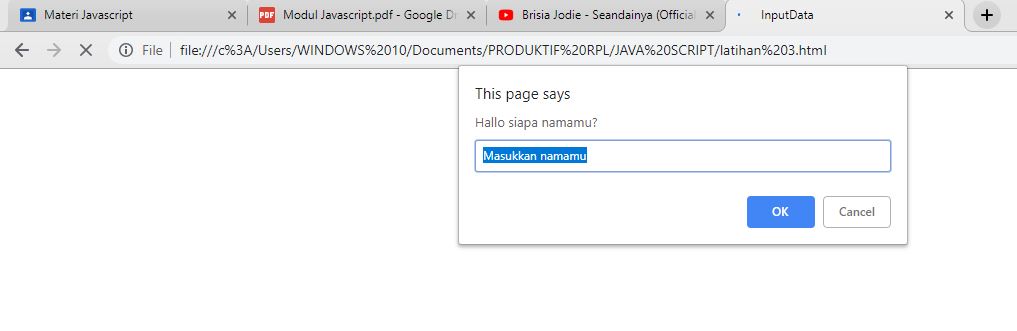 Materi Javascript
Modul Javascript.pdf - Google Dr
Brisia Jodie - Seandainya (Official
InputData
File
file:///c%3A/Users/WINDOWS%2010/Documents/PRODUKTIF%20RPL/JAVA%20SCRIPT/latihan%203.html
This page says
Hallo siapa namamu?
Masukkan namamu
OK
Cancel
PDF